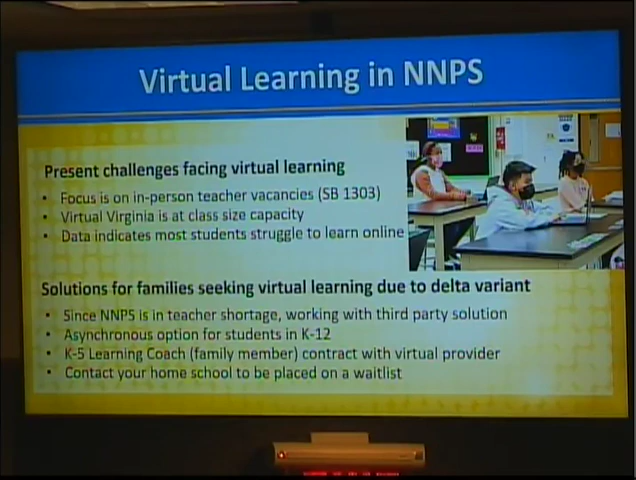 Virtual Learning in NNPS
Present challenges facing virtual learning
• Focus is on in-person teacher vacancies (SB 1303)
• Virtual Virginia is at class size capacity
• Data indicates most students struggle to learn online
Solutions for families seeking virtual learning due to delta variant
• Since NNPS is in teacher shortage, working with third party solution
• Asynchronous option for students in K-12
• K-5 Learning Coach (family member) contract with virtual provider
• Contact your home school to be placed on a waitlist